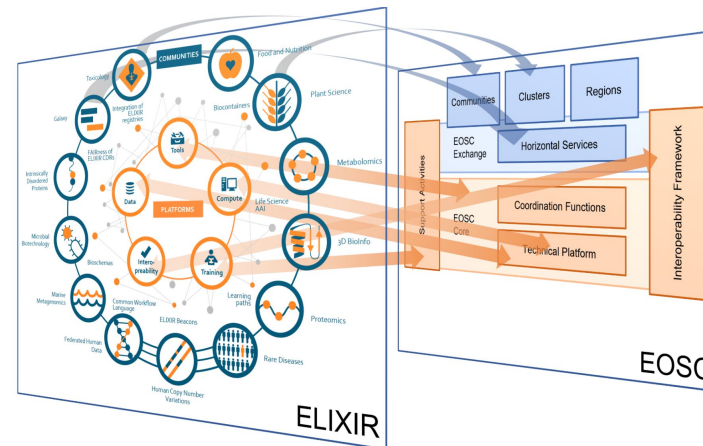 COMMUNITIES
Food and Nutrition
Toxicology
Integration of
ELIXIR
registries
Biocontainers
Plant Science
Galaxy
FAIRness of
ELIXIR CDRs
Tools
Metabolomics
Intrinsically
Disordered
Proteins
Data
Compute
Life Science
AAI
PLATFORMS
3D BioInfo
Microbial
Biotechnology
Bioschemas
Intero-
preability
Training
Learning
paths
Marine
Metagenomics
Common Workflow
Language
ELIXIR Beacons
Proteomics
Federated Human
Data
Rare Diseases
Human Copy Number
Variations
ELIXIR
Communities
Clusters
Regions
EOSC
Exchange
Horizontal Services
Support Activities
Interoperability Framework
Coordination Functions
EOSC
Core
Technical Platform
EOSC